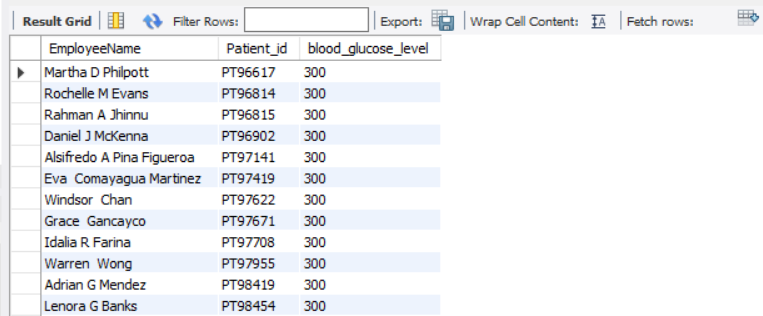 Result Grid Filter Rows: Export: Wrap Cell Content: IA Fetch rows:
EmployeeName Patient_id blood_glucose_level
Martha D Philpott PT96617 300
Rochelle M Evans PT96814 300
Rahman A Jhinnu PT96815 300
Daniel J McKenna PT96902 300
Alsifredo A Pina Figueroa PT97141 300
Eva Comayagua Martinez PT97419 300
Windsor Chan PT97622 300
Grace Gancayco PT97671 300
Idalia R Farina PT97708 300
Warren Wong PT97955 300
Adrian G Mendez PT98419 300
Lenora G Banks PT98454 300